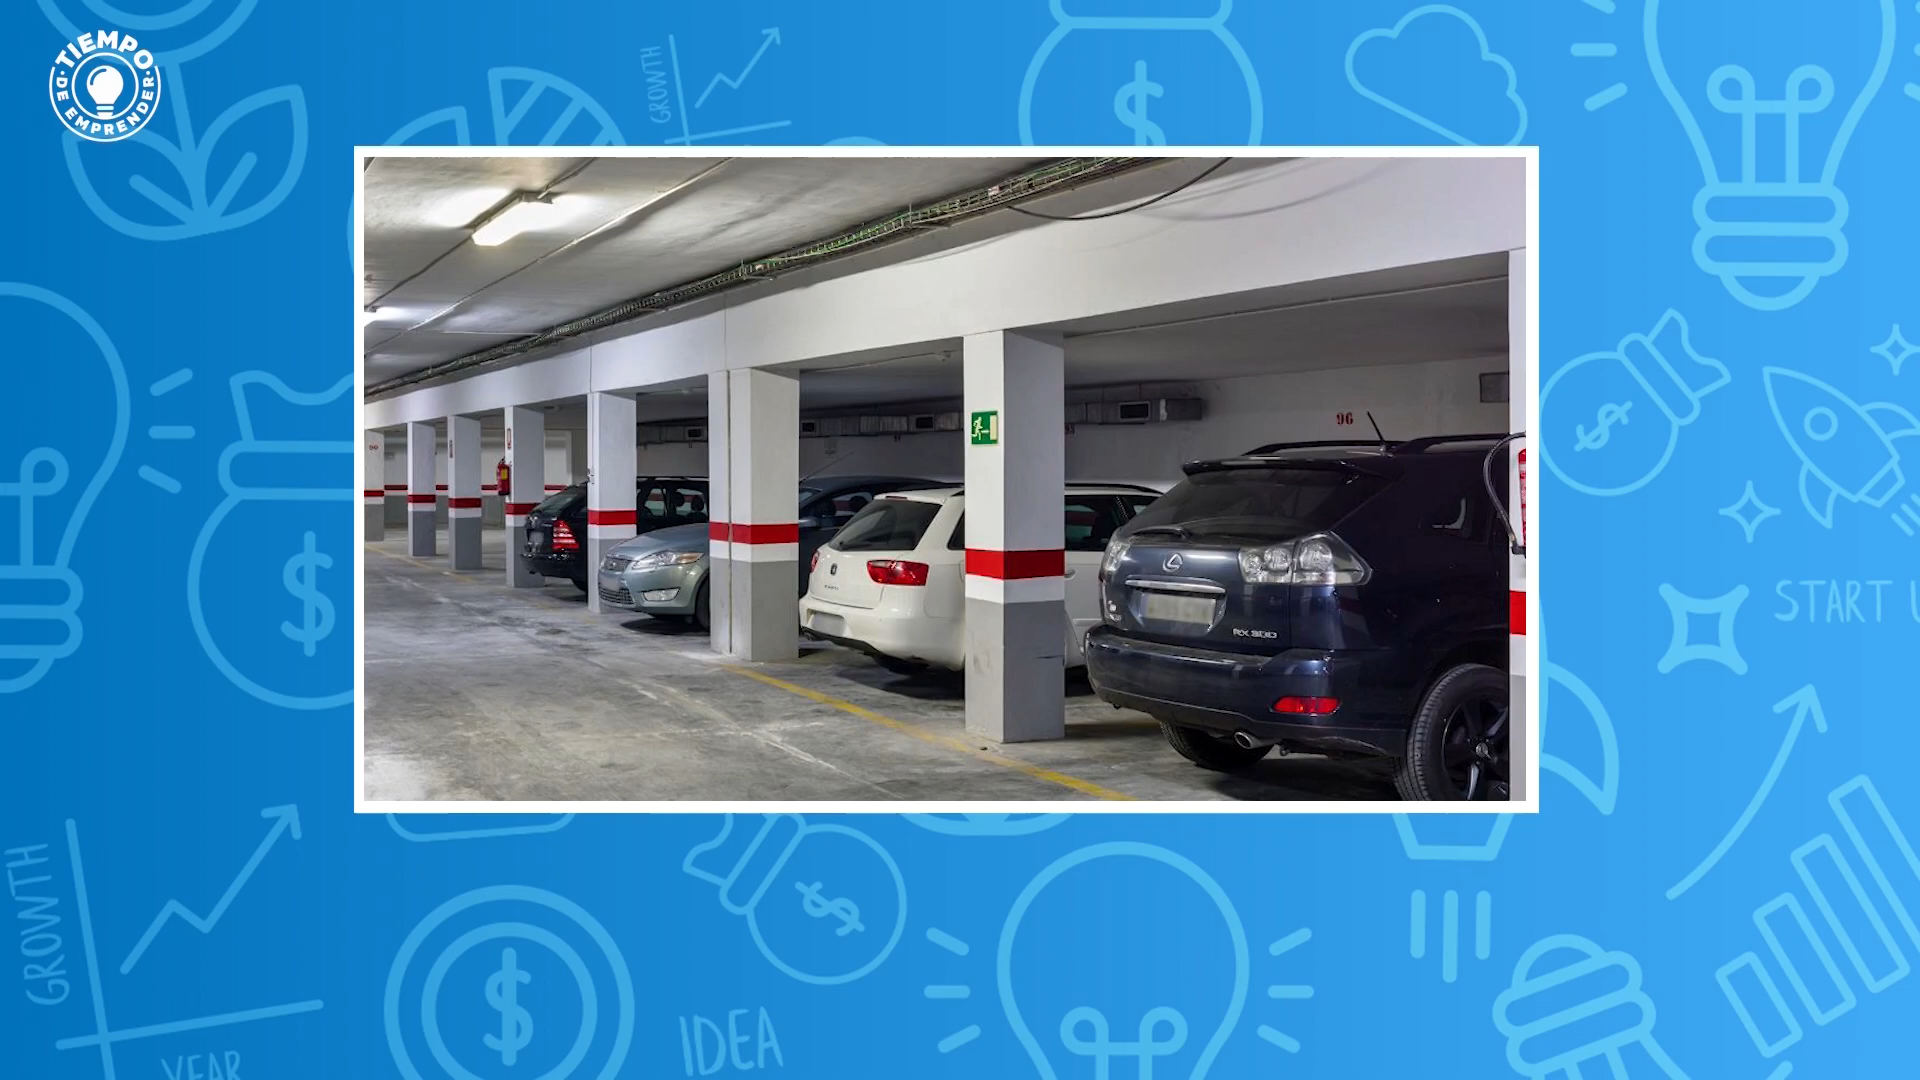 TIEMPO
DE EMPRENDER
GROWTH
96
RX 300
START U
GROWTH
YEAR
IDEA